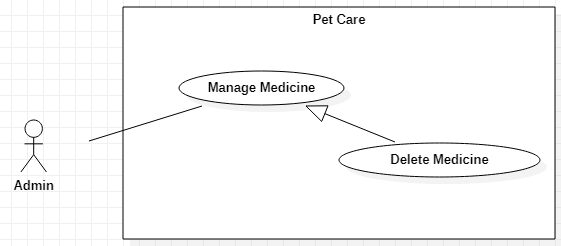 Pet Care
Manage Medicine
Delete Medicine
Admin